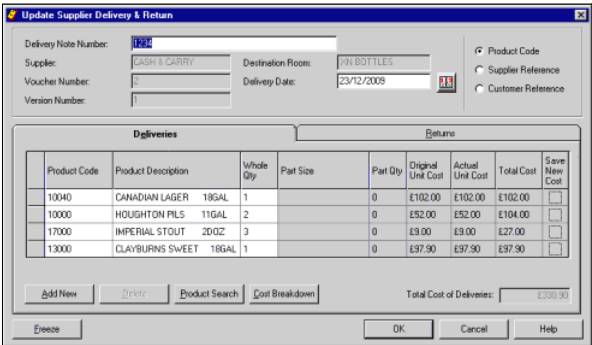 Update Supplier Delivery & Return
Delivery Note Number: 1234
Supplier: CASH & CARRY Destination Room: XN BOTTLES
Voucher Number: 2 Delivery Date: 23/12/2009
Version Number: 1
Product Code
Supplier Reference
Customer Reference
Deliveries Returns
Product Code Product Description Whole Qty Part Size Part Qty Original Unit Cost Actual Unit Cost Total Cost Save New Cost
10040 CANADIAN LAGER 18GAL 1 0 £102.00 £102.00 £102.00
10000 HOUGHTON PILS 11GAL 2 0 £52.00 £52.00 £104.00
17000 IMPERIAL STOUT 2DOZ 3 0 £9.00 £9.00 £27.00
13000 CLAYBURNS SWEET 18GAL 1 0 £97.90 £97.90 £97.90
Add New Delete Product Search Cost Breakdown Total Cost of Deliveries: £330.90
Freeze OK Cancel Help